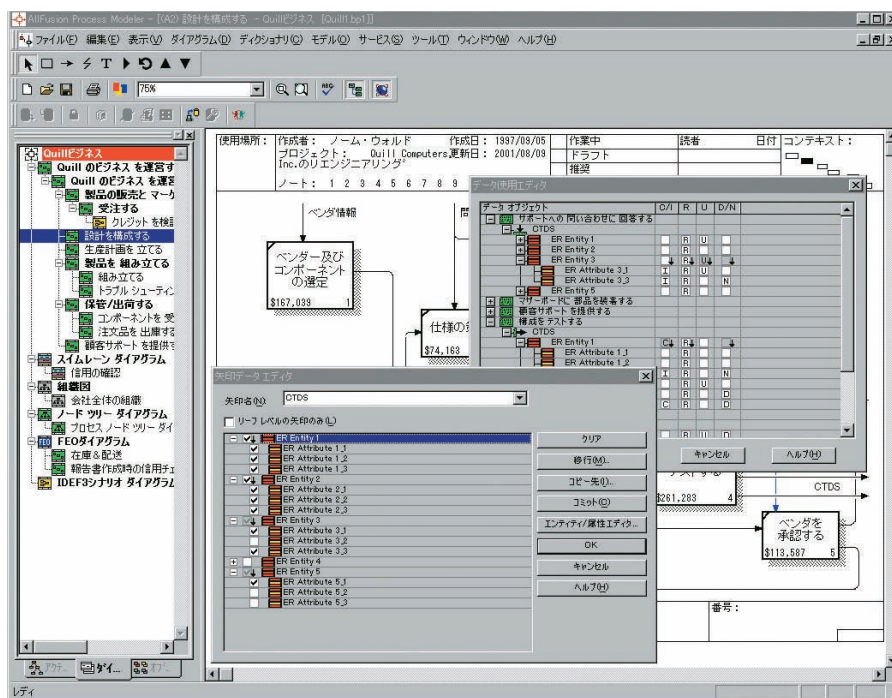 AllFusion Process Modeler - [(A2) 設計を構成する - Quillビジネス [Quill1.bp1]]
ファイル(F) 編集(E) 表示(V) ダイアグラム(D) ディクショナリ(C) モデル(O) サービス(S) ツール(T) ウィンドウ(W) ヘルプ(H)
75%
Quillビジネス
Quill のビジネス を運営す
Quill のビジネス を運営
製品の販売と マーケ
受注する
クレジット を検討
設計を構成する
生産計画を 立てる
製品を 組み立てる
組み立てる
トラブル シューティン
保管/出荷する
コンポーネントを 受
注文品を 出庫する
顧客サポート を提供す
スイムレーン ダイアグラム
信用の確認
組織図
会社全体の組織
ノード ツリー ダイアグラム
プロセス ノード ツリー ダイ
FEOダイアグラム
在庫&配送
報告書作成時の信用チェ
IDEF3シナリオ ダイアグラム
アクテ...
ダイ...
オブ...
レディ
使用場所: 作成者: ノーム・ウォルド 作成日: 1997/09/05 作業中 読者 日付 コンテキスト:
プロジェクト: Quill Computers 更新日: 2001/08/09 ドラフト
Inc.のリエンジニアリング 推奨
ノート: 1 2 3 4 5 6 7 8 9
ベンダ情報
ベンダー及び
コンポーネント
の選定
$167,039 1
仕様の
$74,163
データ使用エディタ
データ オブジェクト C/I R U D/N
サポートへの 問い合わせに 回答する
CTDS
ER Entity 1 R U
ER Entity 2 R
ER Entity 3 R U
ER Attribute 3_1 I R U
ER Attribute 3_3 I R N
ER Entity 5 R
マザーボードに 部品を装着する
顧客サポートを提供する
構成をテストする
CTDS
ER Entity 1 C R
ER Attribute 1_1 R
ER Attribute 1_2 R
I R N
R U
R D
C R D
R U D
キャンセル
ヘルプ(H)
矢印データ エディタ
矢印名(N): CTDS
リーフ レベルの矢印のみ(L)
ER Entity 1
ER Attribute 1_1
ER Attribute 1_2
ER Attribute 1_3
ER Entity 2
ER Attribute 2_1
ER Attribute 2_2
ER Attribute 2_3
ER Entity 3
ER Attribute 3_1
ER Attribute 3_2
ER Attribute 3_3
ER Entity 4
ER Entity 5
ER Attribute 5_1
ER Attribute 5_2
ER Attribute 5_3
クリア
移行(M)...
コピー先(I)...
コミット(O)
エンティティ/属性エディタ...
OK
キャンセル
ヘルプ(H)
テストする
$261,283 4
CTDS
ベンダを
承認する
$113,587 5
番号: